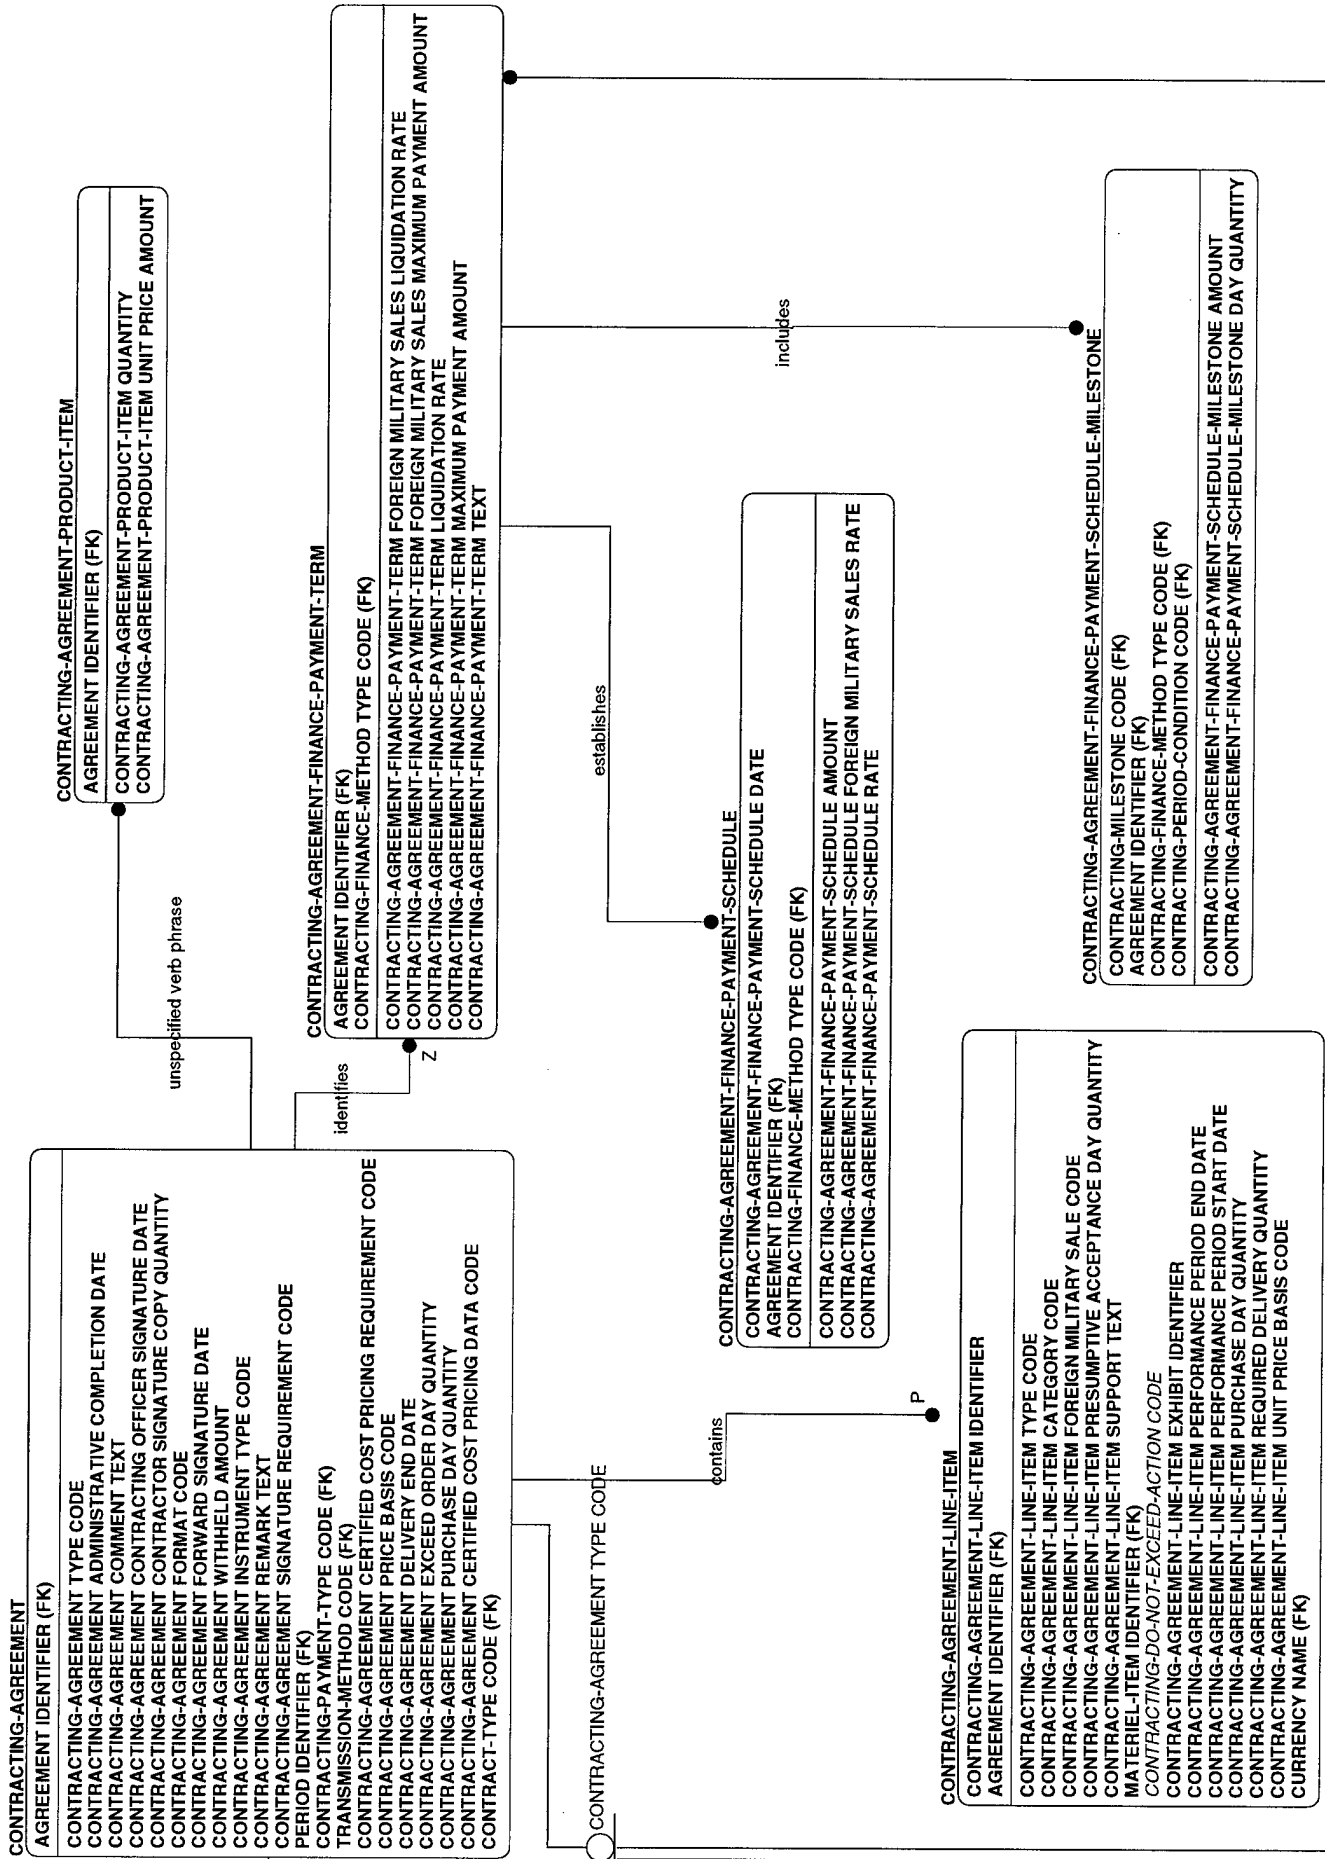 CONTRACTING-AGREEMENT
AGREEMENT IDENTIFIER (FK)
CONTRACTING-AGREEMENT TYPE CODE
CONTRACTING-AGREEMENT ADMINISTRATIVE COMPLETION DATE
CONTRACTING-AGREEMENT COMMENT TEXT
CONTRACTING-AGREEMENT CONTRACTING OFFICER SIGNATURE DATE
CONTRACTING-AGREEMENT CONTRACTOR SIGNATURE COPY QUANTITY
CONTRACTING-AGREEMENT FORMAT CODE
CONTRACTING-AGREEMENT FORWARD SIGNATURE DATE
CONTRACTING-AGREEMENT WITHHELD AMOUNT
CONTRACTING-AGREEMENT INSTRUMENT TYPE CODE
CONTRACTING-AGREEMENT REMARK TEXT
CONTRACTING-AGREEMENT SIGNATURE REQUIREMENT CODE
PERIOD IDENTIFIER (FK)
CONTRACTING-PAYMENT-TYPE CODE (FK)
TRANSMISSION-METHOD CODE (FK)
CONTRACTING-AGREEMENT CERTIFIED COST PRICING REQUIREMENT CODE
CONTRACTING-AGREEMENT PRICE BASIS CODE
CONTRACTING-AGREEMENT DELIVERY END DATE
CONTRACTING-AGREEMENT EXCEED ORDER DAY QUANTITY
CONTRACTING-AGREEMENT PURCHASE DAY QUANTITY
CONTRACTING-AGREEMENT CERTIFIED COST PRICING DATA CODE
CONTRACT-TYPE CODE (FK)
unspecified verb phrase
CONTRACTING-AGREEMENT-PRODUCT-ITEM
AGREEMENT IDENTIFIER (FK)
CONTRACTING-AGREEMENT-PRODUCT-ITEM QUANTITY
CONTRACTING-AGREEMENT-PRODUCT-ITEM UNIT PRICE AMOUNT
identifies
Z
CONTRACTING-AGREEMENT-FINANCE-PAYMENT-TERM
AGREEMENT IDENTIFIER (FK)
CONTRACTING-FINANCE-METHOD TYPE CODE (FK)
CONTRACTING-AGREEMENT-FINANCE-PAYMENT-TERM FOREIGN MILITARY SALES LIQUIDATION RATE
CONTRACTING-AGREEMENT-FINANCE-PAYMENT-TERM FOREIGN MILITARY SALES MAXIMUM PAYMENT AMOUNT
CONTRACTING-AGREEMENT-FINANCE-PAYMENT-TERM LIQUIDATION RATE
CONTRACTING-AGREEMENT-FINANCE-PAYMENT-TERM MAXIMUM PAYMENT AMOUNT
CONTRACTING-AGREEMENT-FINANCE-PAYMENT-TERM TEXT
CONTRACTING-AGREEMENT TYPE CODE
contains
P
establishes
includes
CONTRACTING-AGREEMENT-FINANCE-PAYMENT-SCHEDULE
CONTRACTING-AGREEMENT-FINANCE-PAYMENT-SCHEDULE DATE
AGREEMENT IDENTIFIER (FK)
CONTRACTING-FINANCE-METHOD TYPE CODE (FK)
CONTRACTING-AGREEMENT-FINANCE-PAYMENT-SCHEDULE AMOUNT
CONTRACTING-AGREEMENT-FINANCE-PAYMENT-SCHEDULE FOREIGN MILITARY SALES RATE
CONTRACTING-AGREEMENT-FINANCE-PAYMENT-SCHEDULE RATE
CONTRACTING-AGREEMENT-LINE-ITEM
CONTRACTING-AGREEMENT-LINE-ITEM IDENTIFIER
AGREEMENT IDENTIFIER (FK)
CONTRACTING-AGREEMENT-LINE-ITEM TYPE CODE
CONTRACTING-AGREEMENT-LINE-ITEM CATEGORY CODE
CONTRACTING-AGREEMENT-LINE-ITEM FOREIGN MILITARY SALE CODE
CONTRACTING-AGREEMENT-LINE-ITEM PRESUMPTIVE ACCEPTANCE DAY QUANTITY
CONTRACTING-AGREEMENT-LINE-ITEM SUPPORT TEXT
MATERIEL-ITEM IDENTIFIER (FK)
CONTRACTING-DO-NOT-EXCEED-ACTION CODE
CONTRACTING-AGREEMENT-LINE-ITEM EXHIBIT IDENTIFIER
CONTRACTING-AGREEMENT-LINE-ITEM PERFORMANCE PERIOD END DATE
CONTRACTING-AGREEMENT-LINE-ITEM PERFORMANCE PERIOD START DATE
CONTRACTING-AGREEMENT-LINE-ITEM PURCHASE DAY QUANTITY
CONTRACTING-AGREEMENT-LINE-ITEM REQUIRED DELIVERY QUANTITY
CONTRACTING-AGREEMENT-LINE-ITEM UNIT PRICE BASIS CODE
CURRENCY NAME (FK)
CONTRACTING-AGREEMENT-FINANCE-PAYMENT-SCHEDULE-MILESTONE
CONTRACTING-MILESTONE CODE (FK)
AGREEMENT IDENTIFIER (FK)
CONTRACTING-FINANCE-METHOD TYPE CODE (FK)
CONTRACTING-PERIOD-CONDITION CODE (FK)
CONTRACTING-AGREEMENT-FINANCE-PAYMENT-SCHEDULE-MILESTONE AMOUNT
CONTRACTING-AGREEMENT-FINANCE-PAYMENT-SCHEDULE-MILESTONE DAY QUANTITY